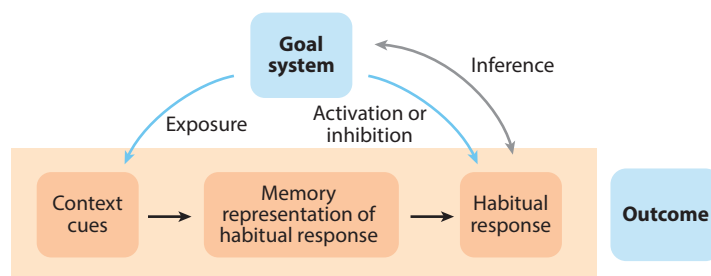 Goal
system
Inference
Exposure
Activation or
inhibition
Context
cues
Memory
representation of
habitual response
Habitual
response
Outcome